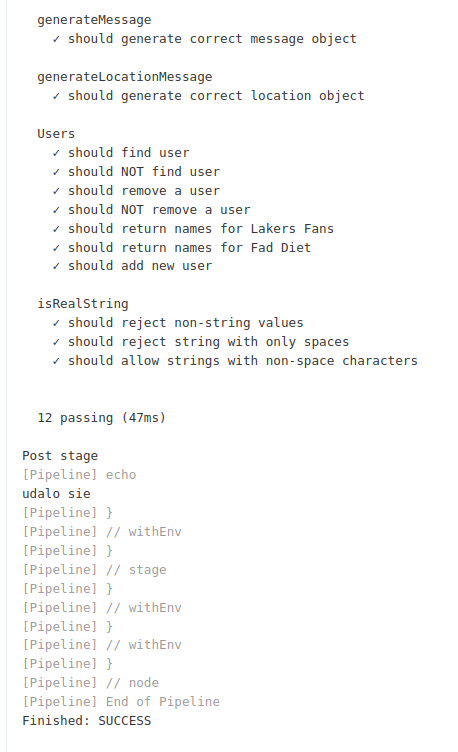 generateMessage
✓ should generate correct message object
generateLocationMessage
✓ should generate correct location object
Users
✓ should find user
✓ should NOT find user
✓ should remove a user
✓ should NOT remove a user
✓ should return names for Lakers Fans
✓ should return names for Fad Diet
✓ should add new user
isRealString
✓ should reject non-string values
✓ should reject string with only spaces
✓ should allow strings with non-space characters
12 passing (47ms)
Post stage
[Pipeline] echo
udalo sie
[Pipeline] }
[Pipeline] // withEnv
[Pipeline] }
[Pipeline] // stage
[Pipeline] }
[Pipeline] // withEnv
[Pipeline] }
[Pipeline] // withEnv
[Pipeline] }
[Pipeline] // node
[Pipeline] End of Pipeline
Finished: SUCCESS